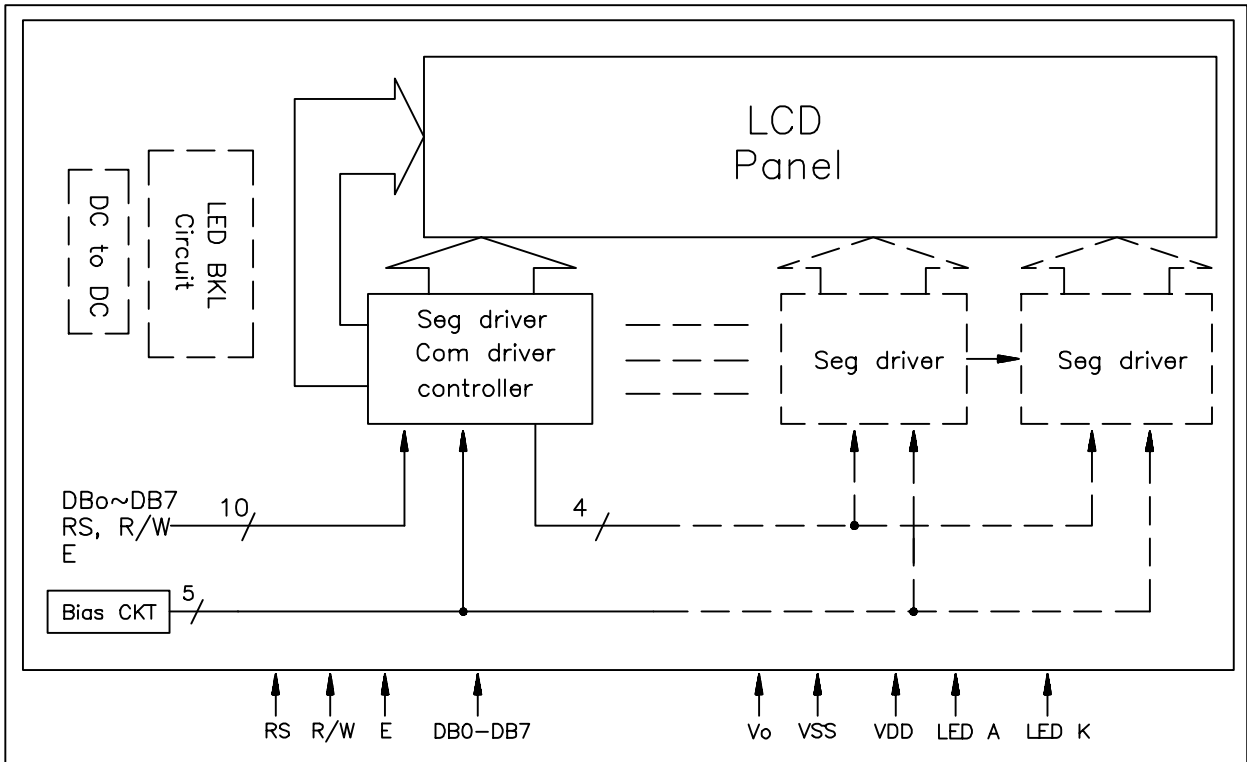 LCD
Panel
DC to DC
LED BKL
Circuit
Seg driver
Com driver
controller
Seg driver
Seg driver
DBo~DB7
RS, R/W
E
10
4
Bias CKT
5
RS
R/W
E
DB0-DB7
Vo
VSS
VDD
LED A
LED K